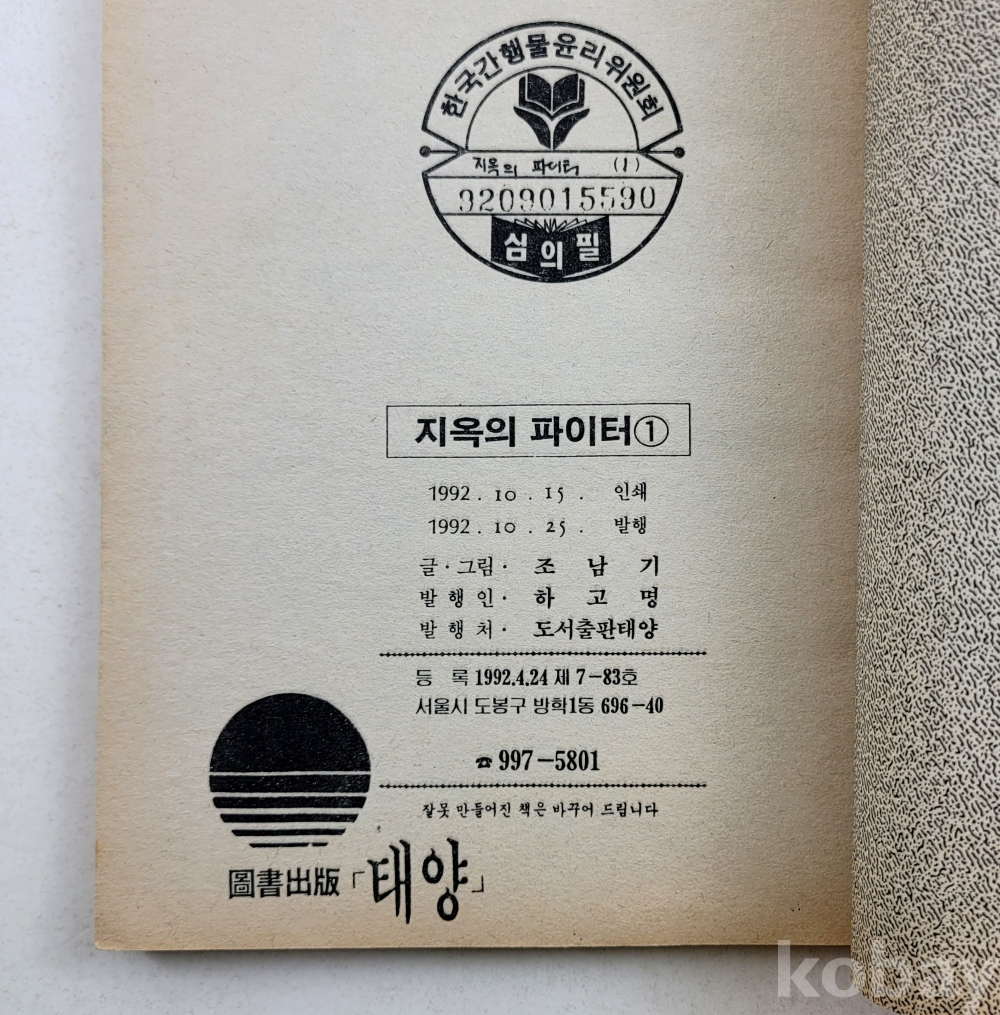 한국간행물윤리위원회
지옥의 파이터 (1)
9209015590
심의필
지옥의 파이터①
1992. 10. 15. 인쇄
1992. 10. 25. 발행
글·그림· 조남기
발행인· 하고명
발행처· 도서출판태양
등록 1992.4.24 제 7-83호
서울시 도봉구 방학1동 696-40
☎ 997-5801
잘못 만들어진 책은 바꾸어 드립니다
圖書出版「태양」
kobay